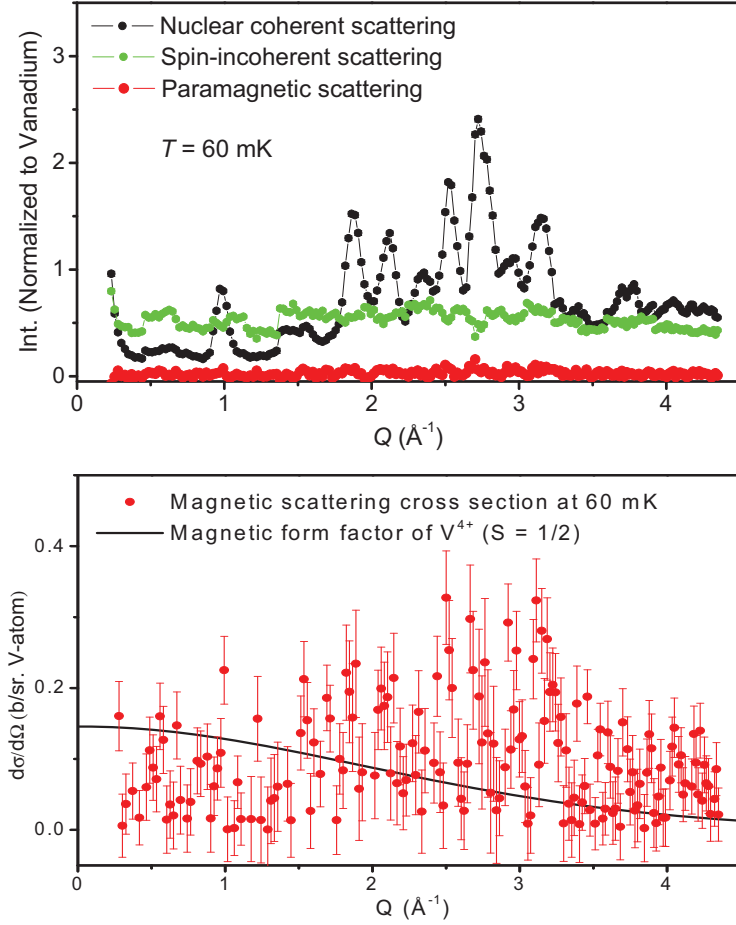 Nuclear coherent scattering
Spin-incoherent scattering
Paramagnetic scattering
T = 60 mK
Int. (Normalized to Vanadium)
3
2
1
0
0 1 2 3 4
Q (Å⁻¹)
Magnetic scattering cross section at 60 mK
Magnetic form factor of V⁴⁺ (S = 1/2)
dσ/dΩ (b/sr. V-atom)
0.4
0.2
0.0
0 1 2 3 4
Q (Å⁻¹)